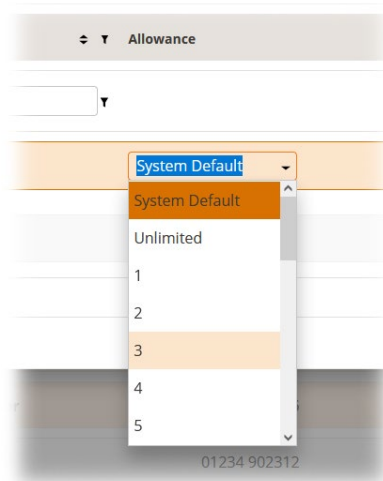 Allowance
System Default
System Default
Unlimited
1
2
3
4
5
01234 902312